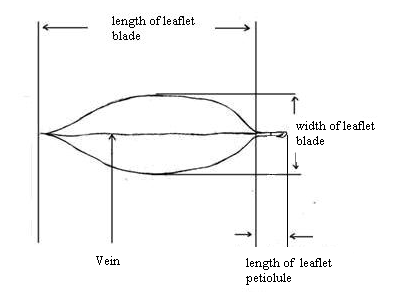 length of leaflet
blade
width of leaflet
blade
Vein
length of leaflet
petiolule